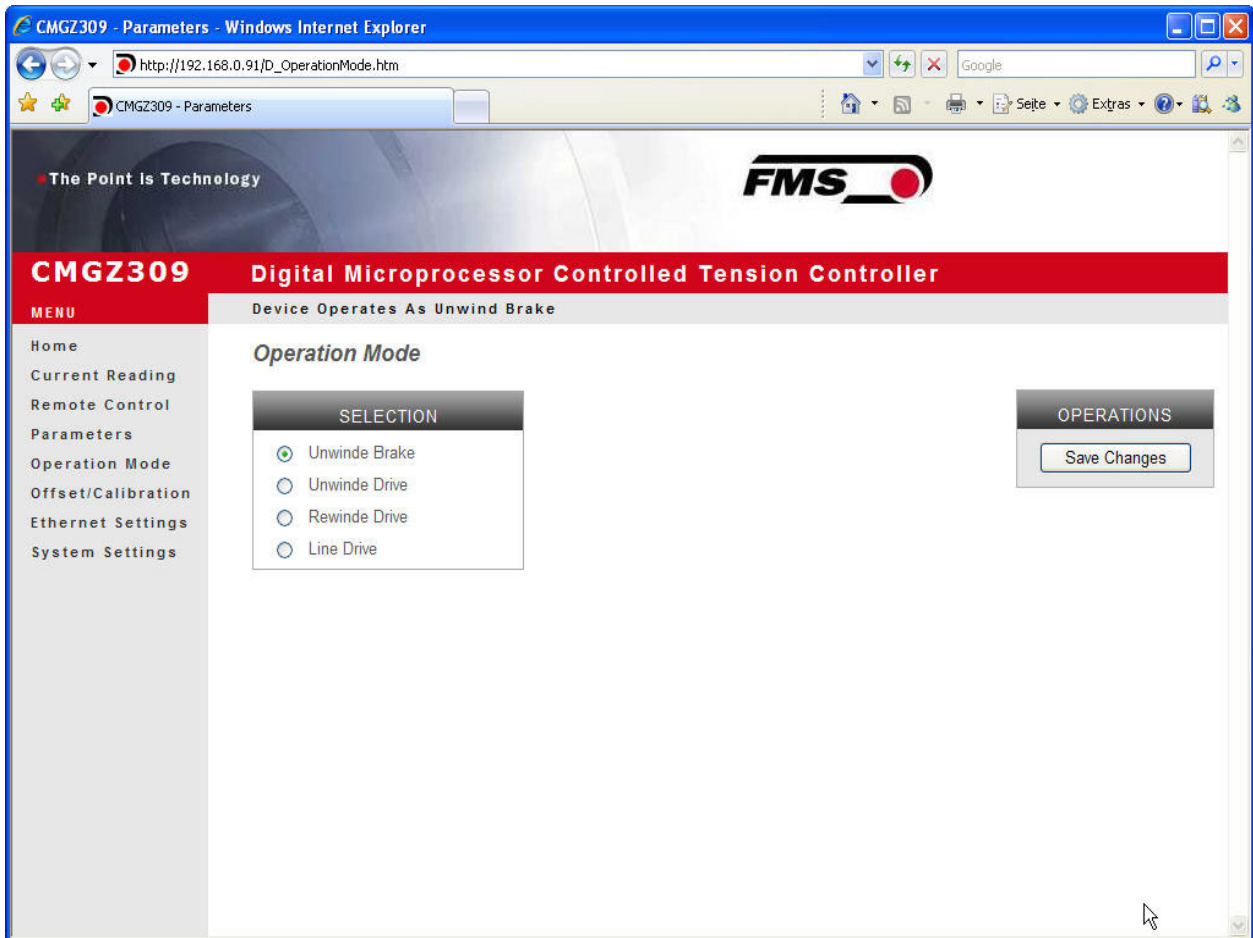 CMGZ309 - Parameters - Windows Internet Explorer
http://192.168.0.91/D_OperationMode.htm
Google
CMGZ309 - Parameters
Seite
Extras
The Point is Technology
FMS
CMGZ309
Digital Microprocessor Controlled Tension Controller
MENU
Device Operates As Unwind Brake
Home
Current Reading
Remote Control
Parameters
Operation Mode
Offset/Calibration
Ethernet Settings
System Settings
Operation Mode
SELECTION
Unwinde Brake
Unwinde Drive
Rewinde Drive
Line Drive
OPERATIONS
Save Changes